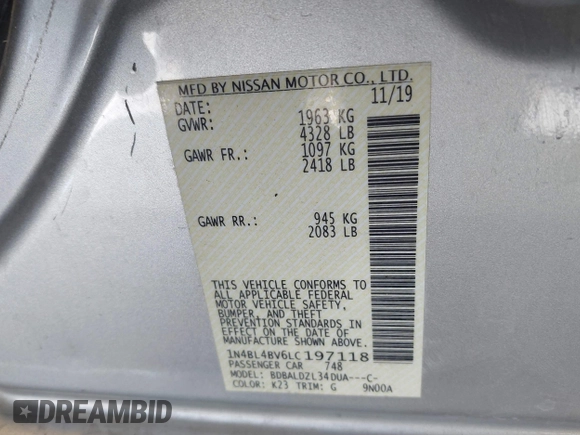 MFD BY NISSAN MOTOR CO., LTD.
DATE: 11/19
GVWR: 1963 KG
4328 LB
GAWR FR.: 1097 KG
2418 LB
GAWR RR.: 945 KG
2083 LB
THIS VEHICLE CONFORMS TO
ALL APPLICABLE FEDERAL
MOTOR VEHICLE SAFETY,
BUMPER, AND THEFT
PREVENTION STANDARDS IN
EFFECT ON THE DATE OF
MANUFACTURE SHOWN ABOVE.
1N4BL4BV6LC197118
PASSENGER CAR 748
MODEL: BDBALDZL34DUA---C-
COLOR: K23 TRIM: G 9N00A
STATVIDUMBID
STATVIDUMBID